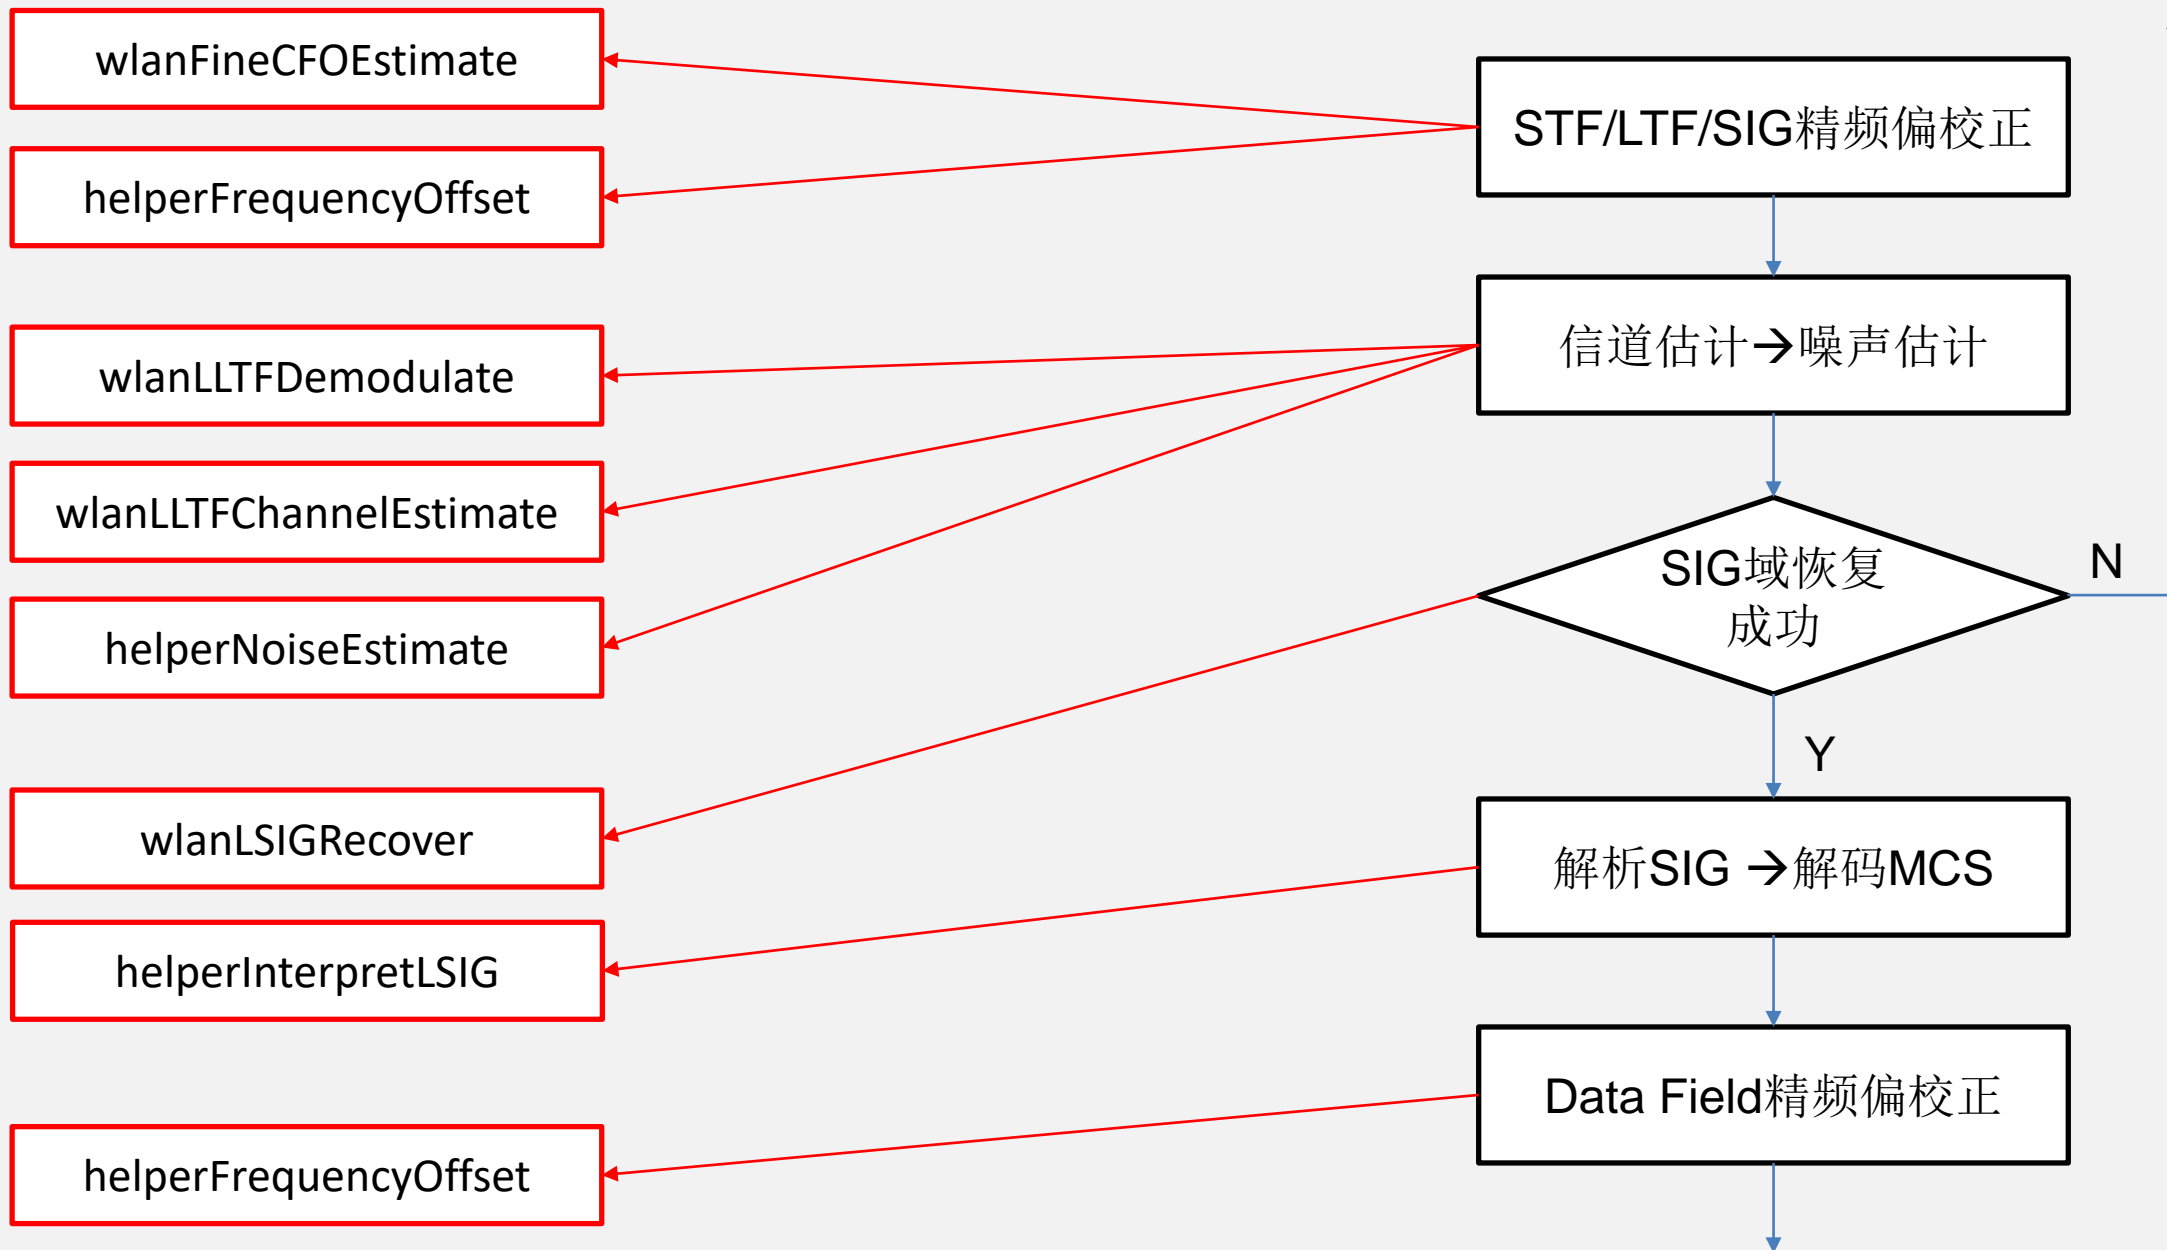 wlanFineCFOEstimate
STF/LTF/SIG精频偏校正
helperFrequencyOffset
wlanLLTFDemodulate
信道估计→噪声估计
wlanLLTFChannelEstimate
SIG域恢复
成功
N
helperNoiseEstimate
Y
wlanLSIGRecover
解析SIG →解码MCS
helperInterpretLSIG
Data Field精频偏校正
helperFrequencyOffset